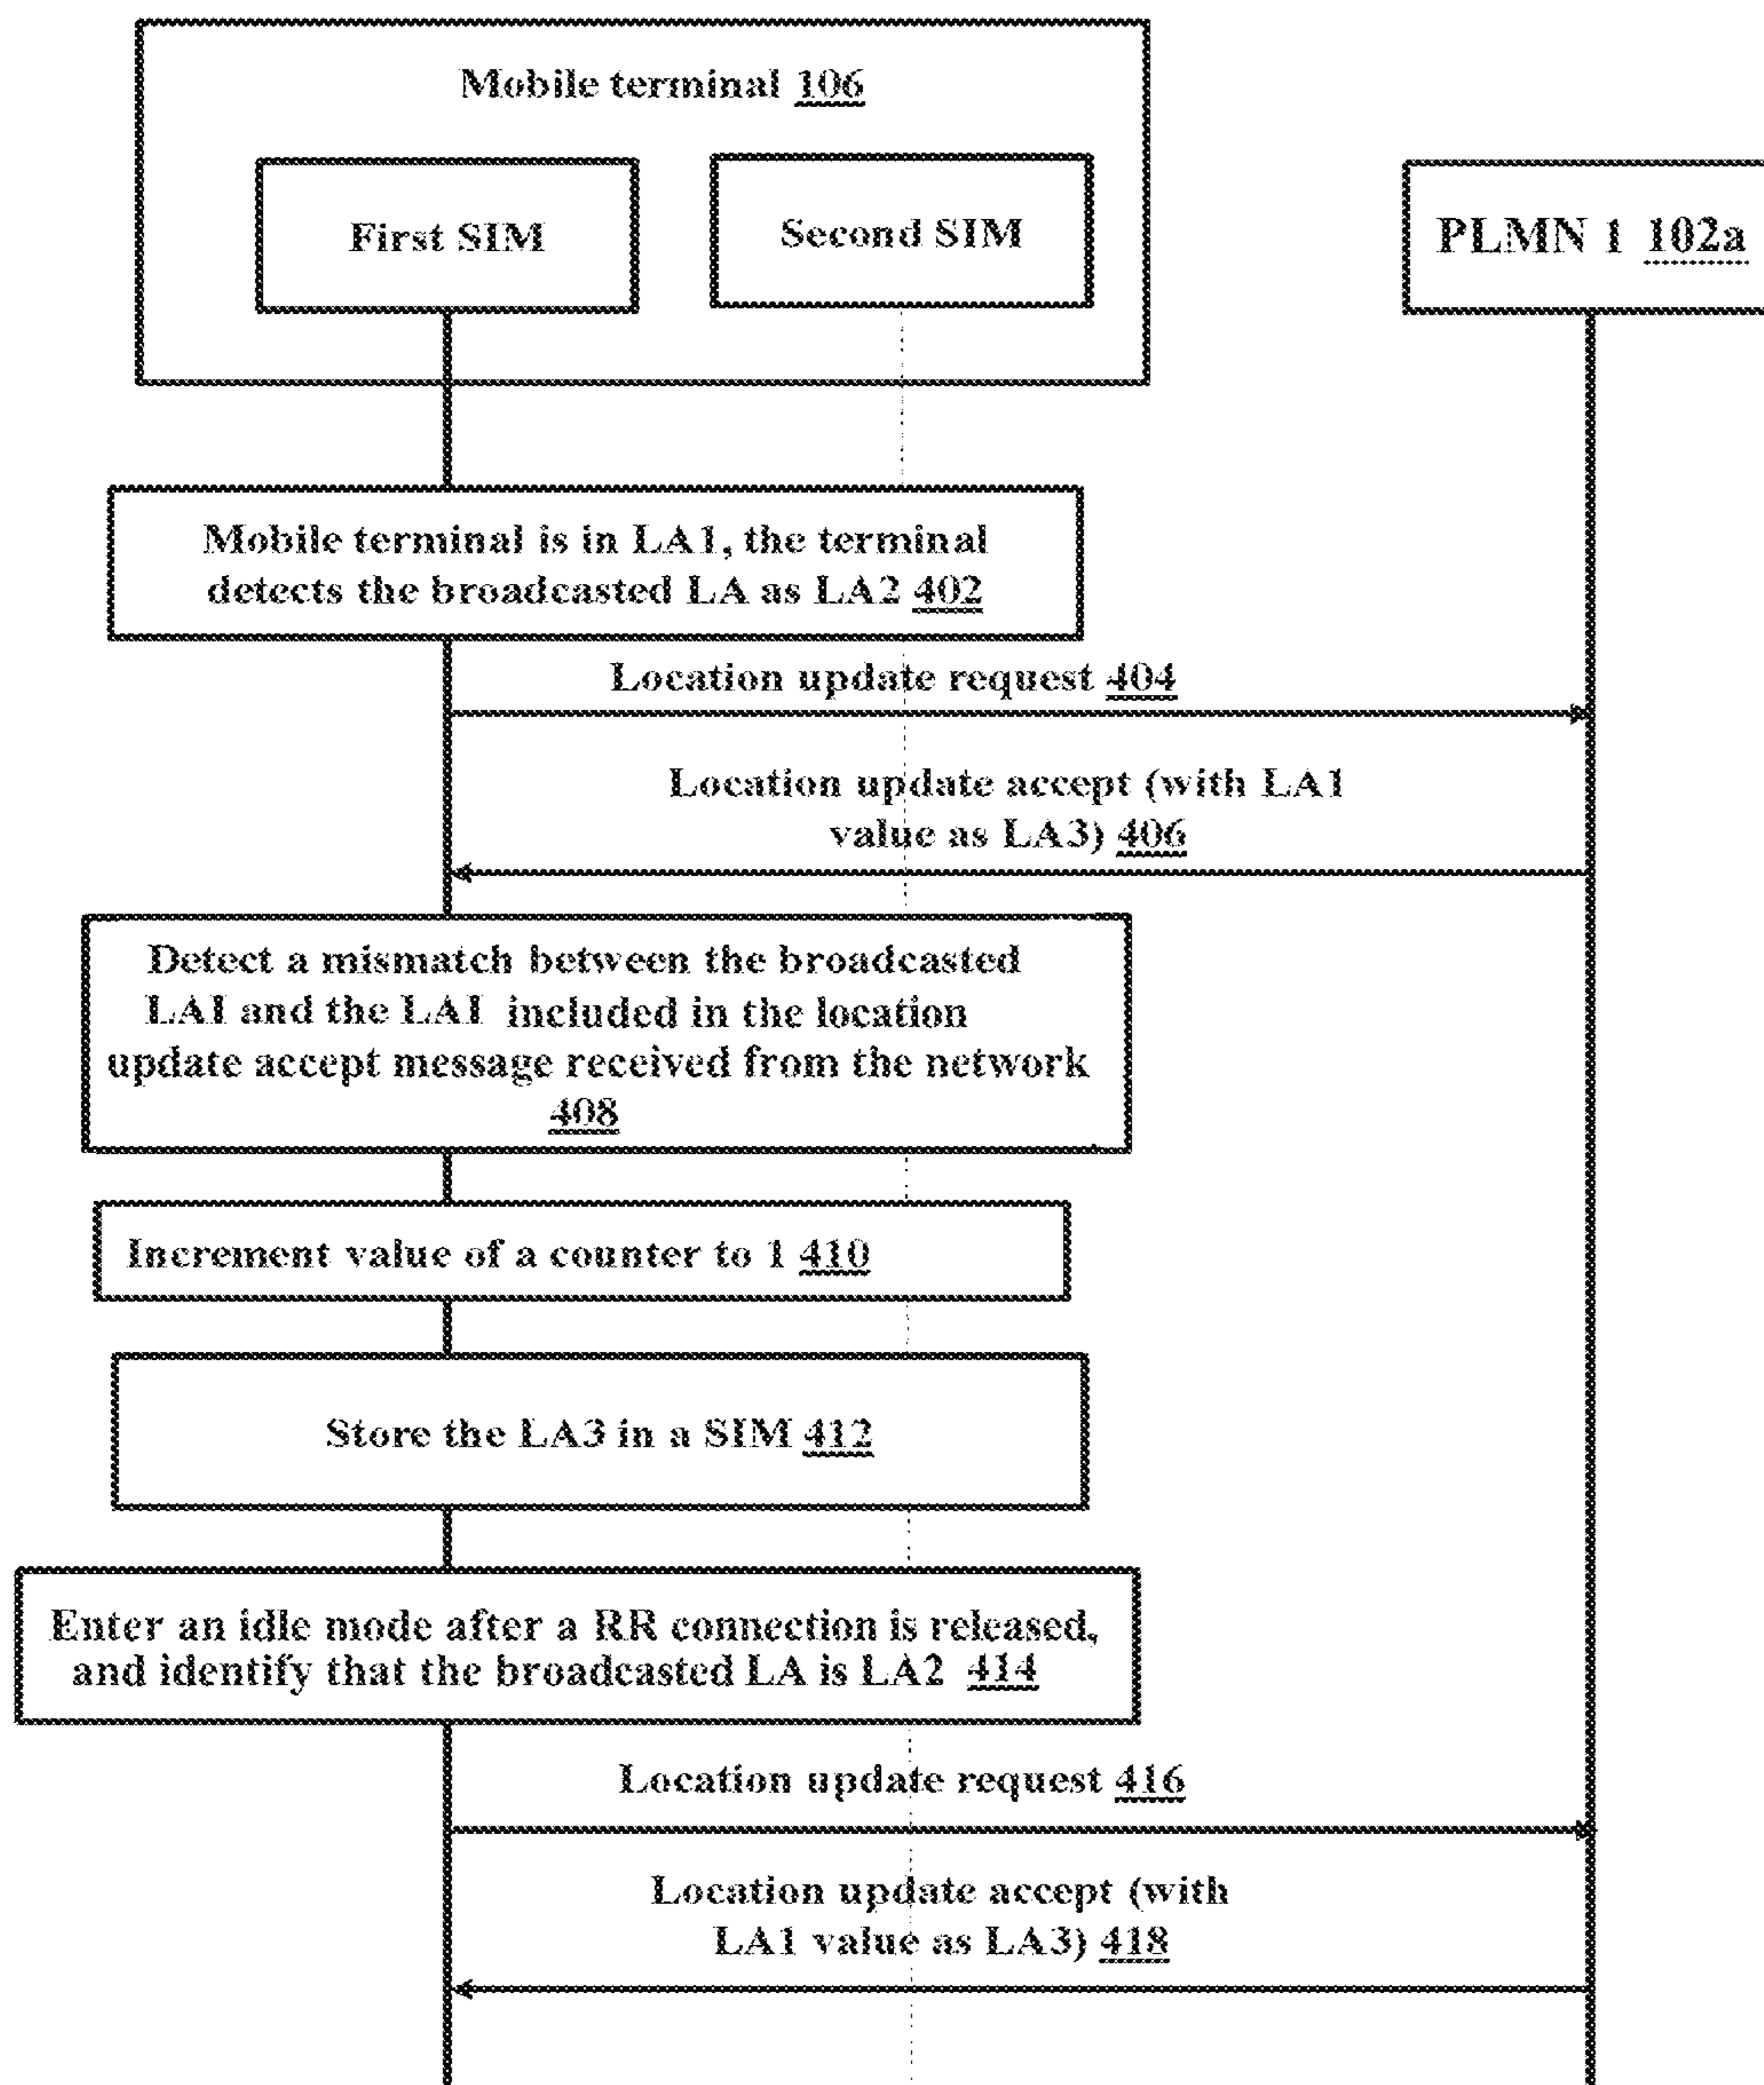 Mobile terminal 106
First SIM
Second SIM
PLMN 1 102a
Mobile terminal is in LA1, the terminal
detects the broadcasted LA as LA2 402
Location update request 404
Location update accept (with LA1
value as LA3) 406
Detect a mismatch between the broadcasted
LAI and the LAI included in the location
update accept message received from the network
408
Increment value of a counter to 1 410
Store the LA3 in a SIM 412
Enter an idle mode after a RR connection is released,
and identify that the broadcasted LA is LA2 414
Location update request 416
Location update accept (with
LA1 value as LA3) 418